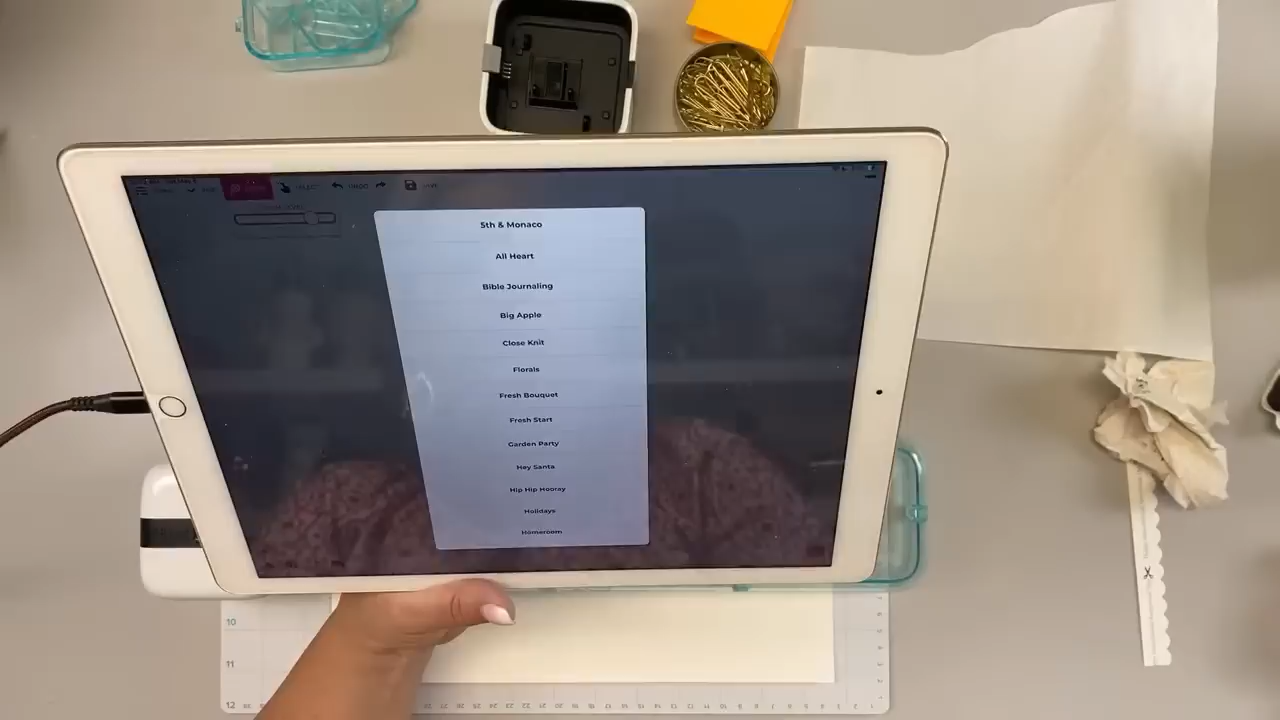 UNDO
5th & Monaco
All Heart
Bible Journaling
Big Apple
Close Knit
Florals
Fresh Bouquet
Fresh Start
Garden Party
Hey Santa
Hip Hip Hooray
Holidays
Homeroom
10
11
12